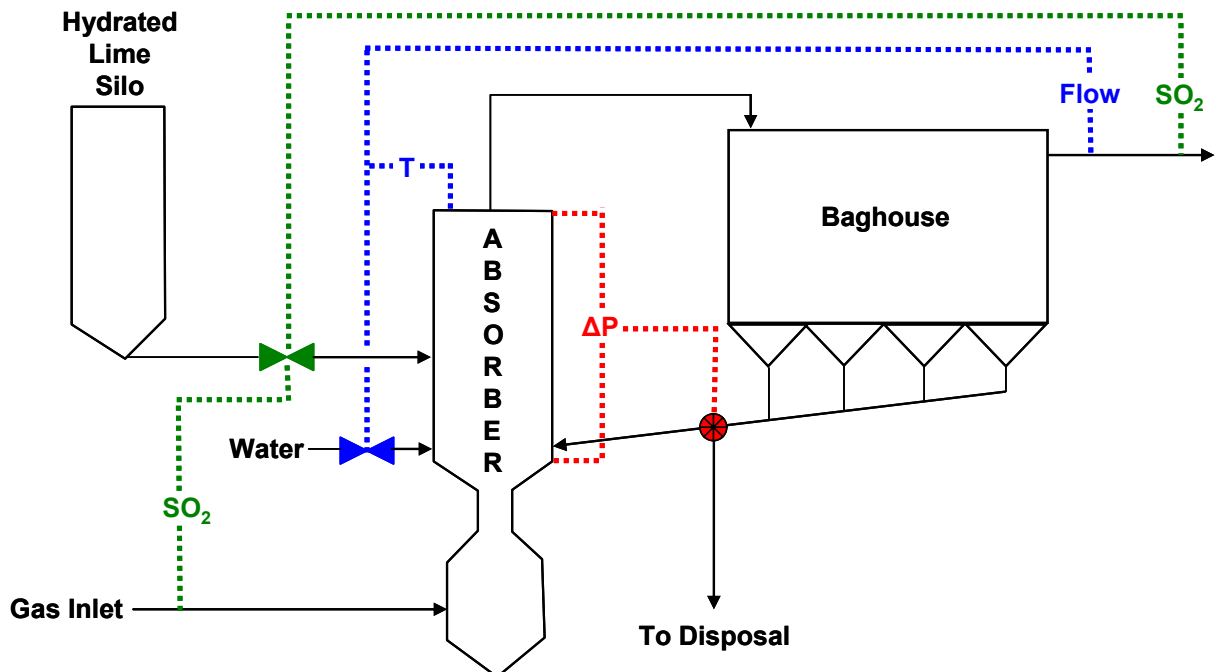 Hydrated
Lime
Silo
Flow
SO₂
T
Baghouse
A
B
S
O
R
B
E
R
ΔP
Water
SO₂
Gas Inlet
To Disposal